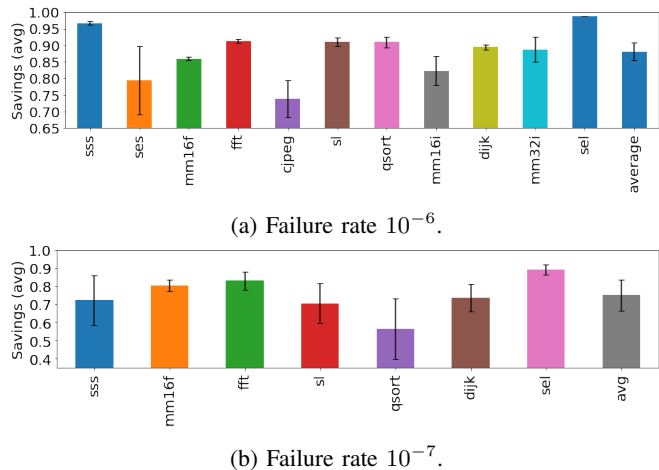 1.00
0.95
0.90
0.85
0.80
0.75
0.70
0.65
Savings (avg)
sss
ses
mm16f
fft
cjpeg
sl
qsort
mm16i
dijk
mm32i
sel
average
(a) Failure rate 10⁻⁶.
1.0
0.9
0.8
0.7
0.6
0.5
0.4
Savings (avg)
sss
mm16f
fft
sl
qsort
dijk
sel
avg
(b) Failure rate 10⁻⁷.